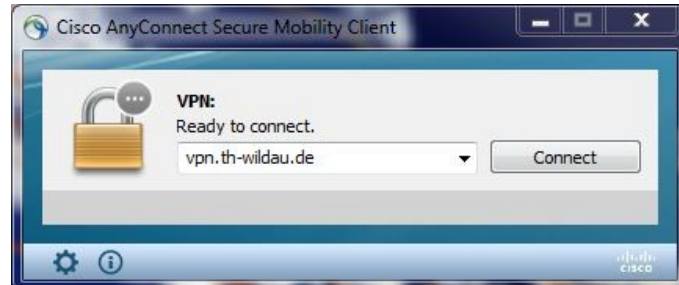 Cisco AnyConnect Secure Mobility Client
VPN:
Ready to connect.
vpn.th-wildau.de
Connect
CISCO